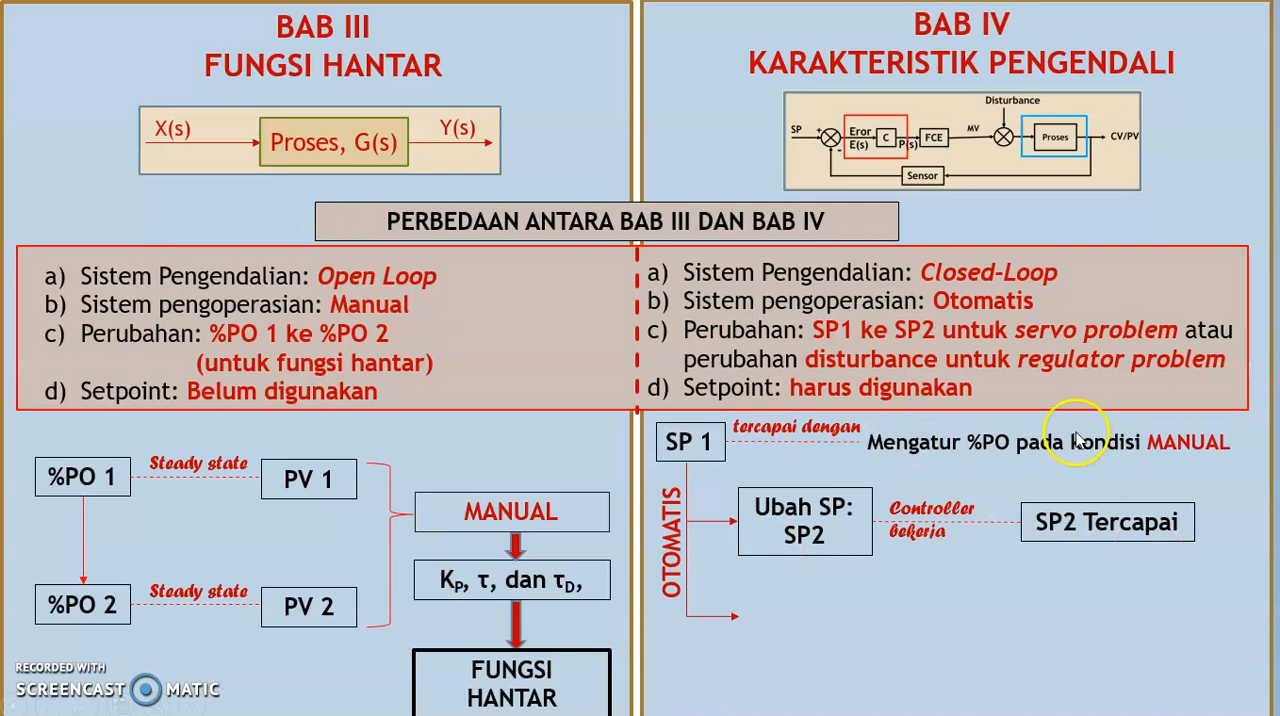 BAB III
FUNGSI HANTAR
X(s)
Proses, G(s)
Y(s)
BAB IV
KARAKTERISTIK PENGENDALI
Disturbance
SP
+
-
Eror
E(s)
C
P(s)
FCE
MV
Proses
CV/PV
Sensor
PERBEDAAN ANTARA BAB III DAN BAB IV
a) Sistem Pengendalian: Open Loop
b) Sistem pengoperasian: Manual
c) Perubahan: %PO 1 ke %PO 2
(untuk fungsi hantar)
d) Setpoint: Belum digunakan
a) Sistem Pengendalian: Closed-Loop
b) Sistem pengoperasian: Otomatis
c) Perubahan: SP1 ke SP2 untuk servo problem atau
perubahan disturbance untuk regulator problem
d) Setpoint: harus digunakan
%PO 1
Steady state
PV 1
%PO 2
Steady state
PV 2
MANUAL
KP, τ, dan τD,
FUNGSI
HANTAR
SP 1
tercapai dengan
Mengatur %PO pada kondisi MANUAL
OTOMATIS
Ubah SP:
SP2
Controller
bekerja
SP2 Tercapai
RECORDED WITH
SCREENCAST MATIC